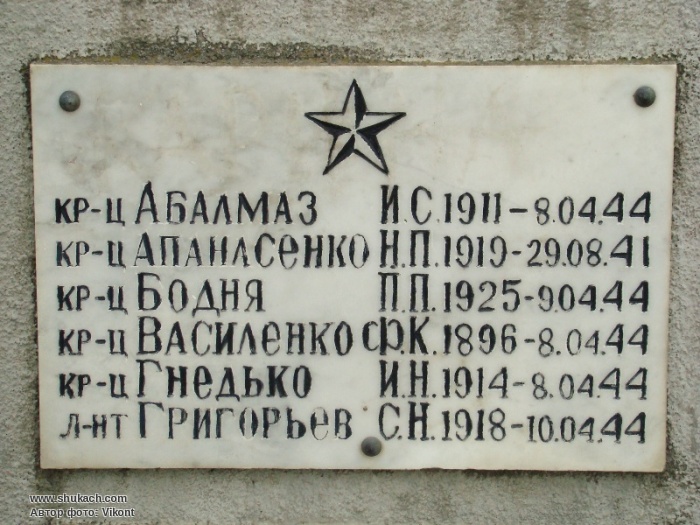 кр-ц Абалмаз И.С. 1911-8.04.44
кр-ц Апанасенко Н.П. 1919-29.08.41
кр-ц Бодня П.П. 1925-9.04.44
кр-ц Василенко Ф.К. 1896-8.04.44
кр-ц Гнедько И.Н. 1914-8.04.44
л-нт Григорьев С.Н. 1918-10.04.44
www.shukach.com
Автор фото: Vikont